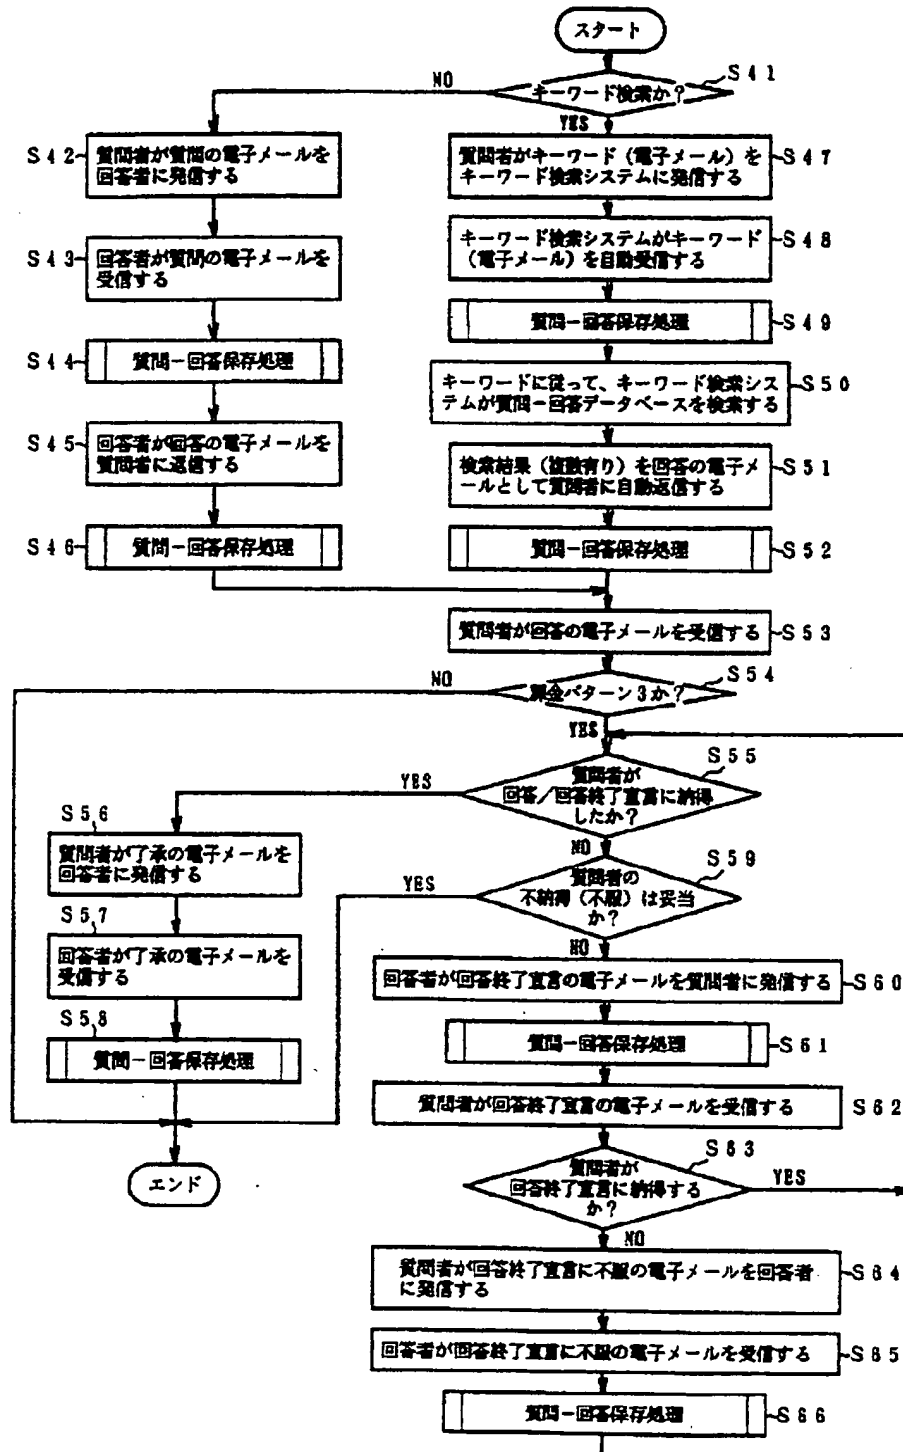 スタート
S41
キーワード検索か?
NO
YES
S42
質問者が質問の電子メールを
回答者に発信する
S47
質問者がキーワード(電子メール)を
キーワード検索システムに発信する
S43
回答者が質問の電子メールを
受信する
S48
キーワード検索システムがキーワード
(電子メール)を自動受信する
S44
質問-回答保存処理
S49
質問-回答保存処理
S50
キーワードに従って、キーワード検索シス
テムが質問-回答データベースを検索する
S45
回答者が回答の電子メールを
質問者に返信する
S51
検索結果(複数有り)を回答の電子メ
ールとして質問者に自動返信する
S46
質問-回答保存処理
S52
質問-回答保存処理
S53
質問者が回答の電子メールを受信する
S54
課金パターン3か?
NO
YES
S55
質問者が
回答/回答終了宣言に納得
したか?
YES
NO
S56
質問者が了承の電子メールを
回答者に発信する
S57
回答者が了承の電子メールを
受信する
S58
質問-回答保存処理
S59
質問者の
不納得(不服)は妥当
か?
YES
NO
S60
回答者が回答終了宣言の電子メールを質問者に発信する
S61
質問-回答保存処理
S62
質問者が回答終了宣言の電子メールを受信する
S63
質問者が
回答終了宣言に納得する
か?
YES
NO
エンド
S64
質問者が回答終了宣言に不服の電子メールを回答者
に発信する
S65
回答者が回答終了宣言に不服の電子メールを受信する
S66
質問-回答保存処理